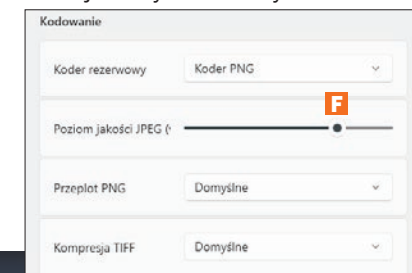 Kodowanie
Koder rezerwowy Koder PNG
F
Poziom jakości JPEG (
Przeplot PNG Domyślne
Kompresja TIFF Domyślne